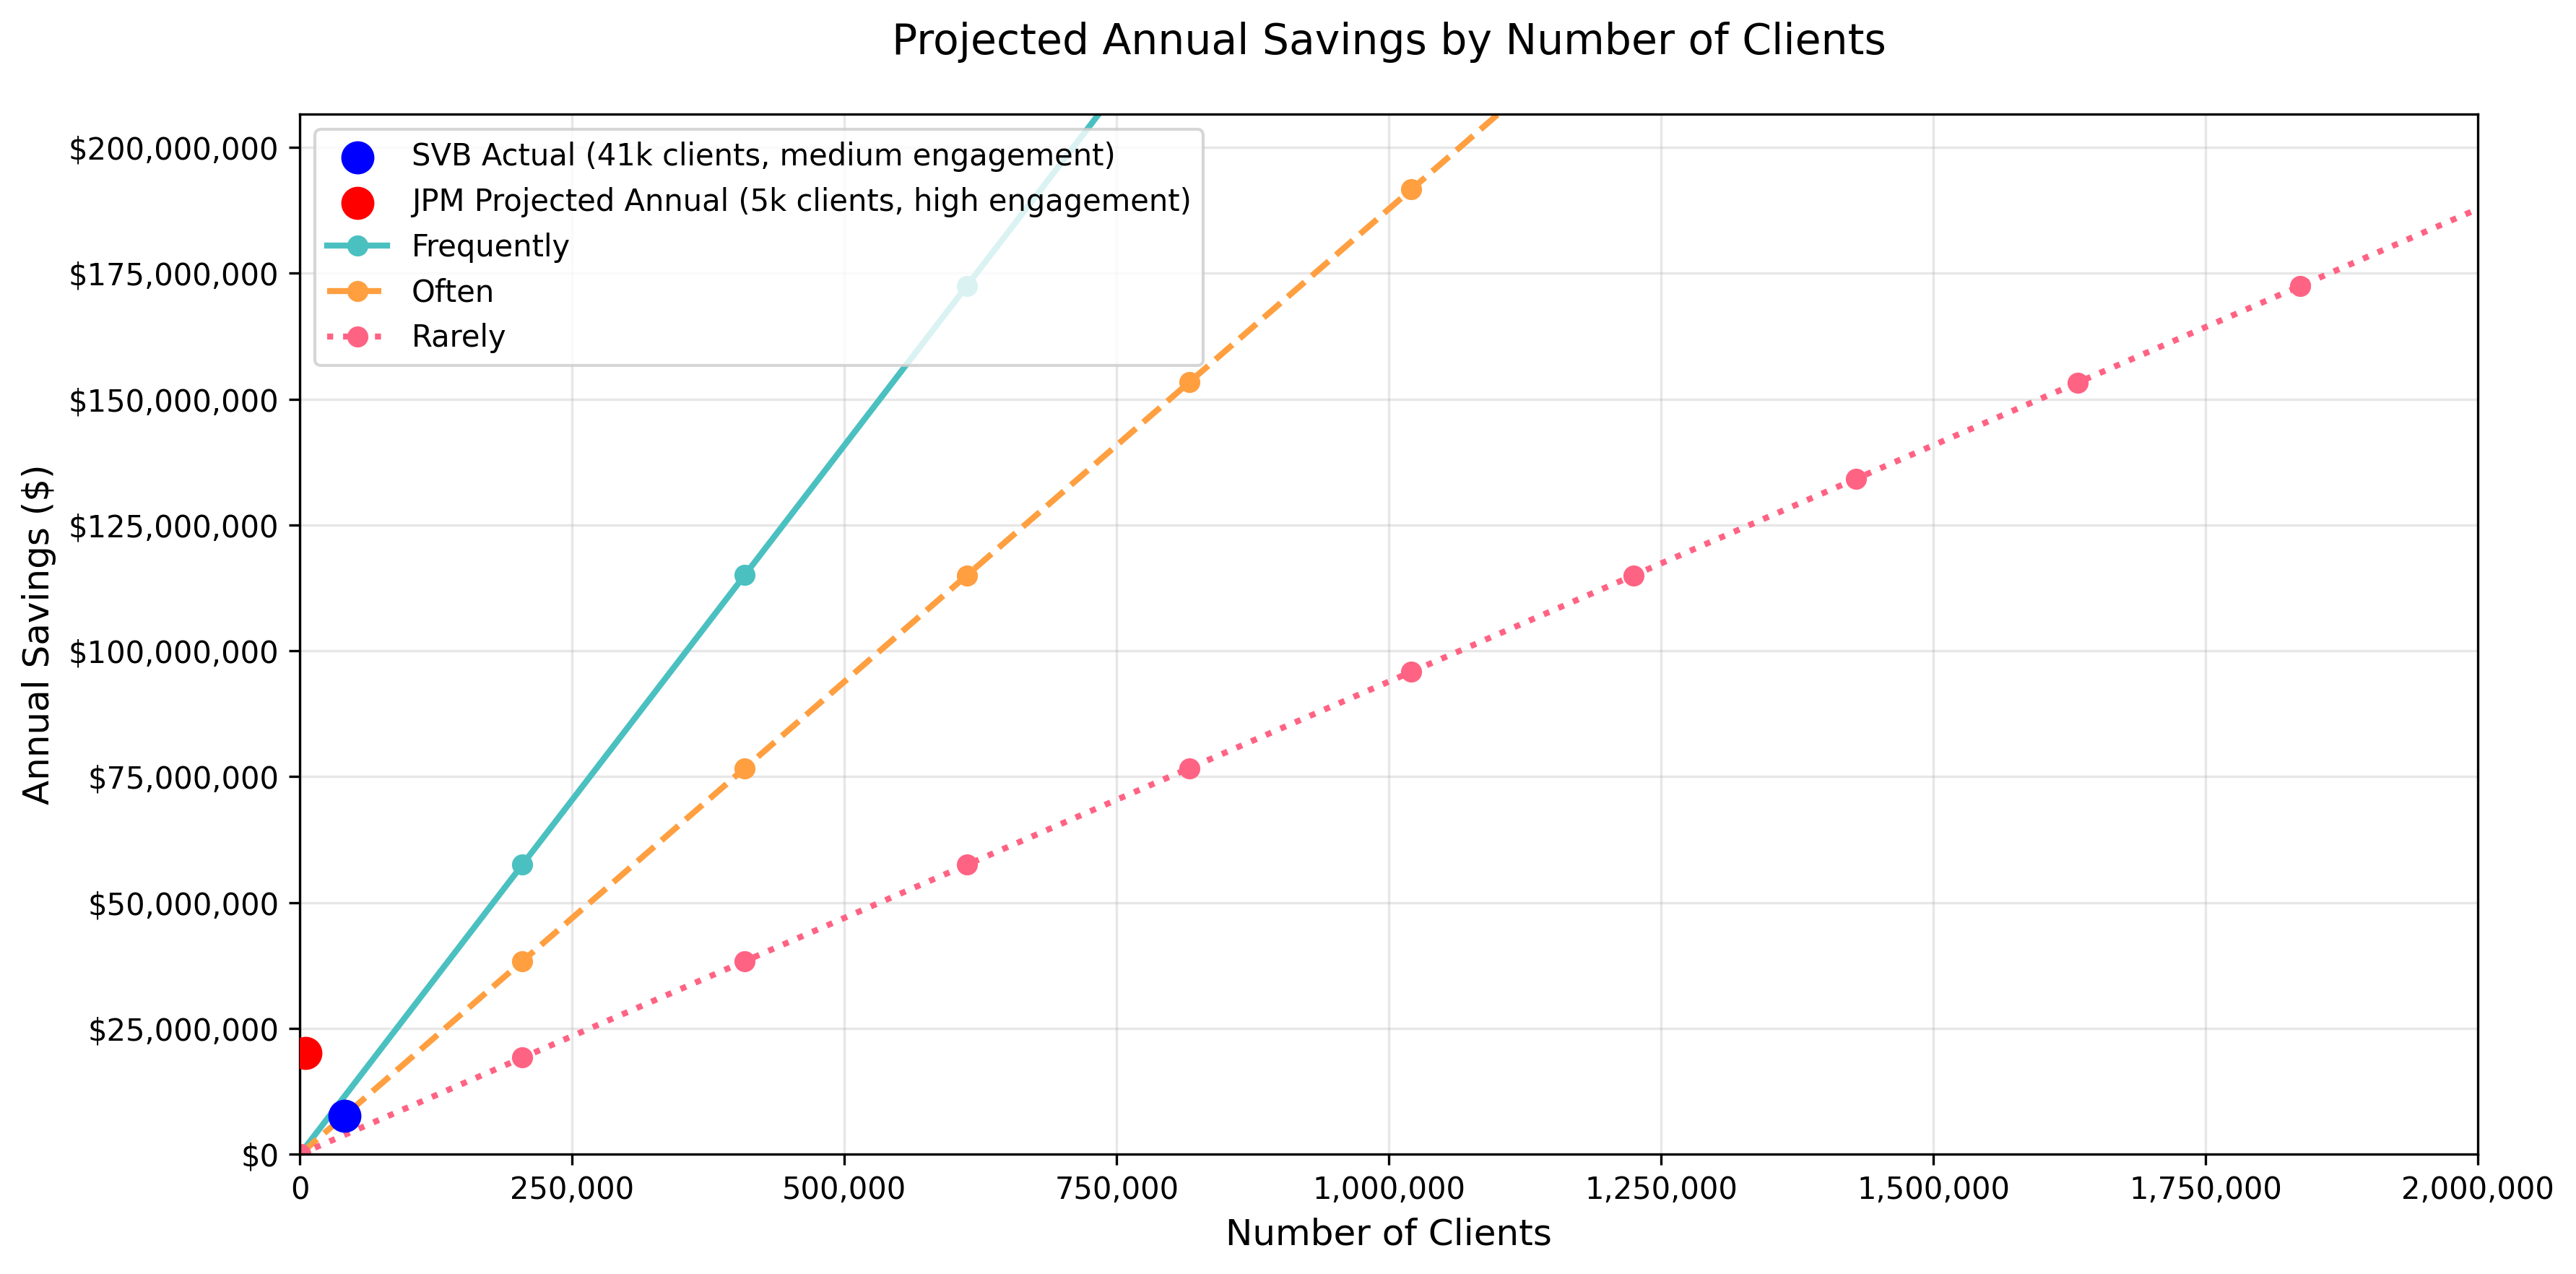 Projected Annual Savings by Number of Clients
SVB Actual (41k clients, medium engagement)
JPM Projected Annual (5k clients, high engagement)
Frequently
Often
Rarely
Annual Savings ($)
$200,000,000
$175,000,000
$150,000,000
$125,000,000
$100,000,000
$75,000,000
$50,000,000
$25,000,000
$0
0 250,000 500,000 750,000 1,000,000 1,250,000 1,500,000 1,750,000 2,000,000
Number of Clients